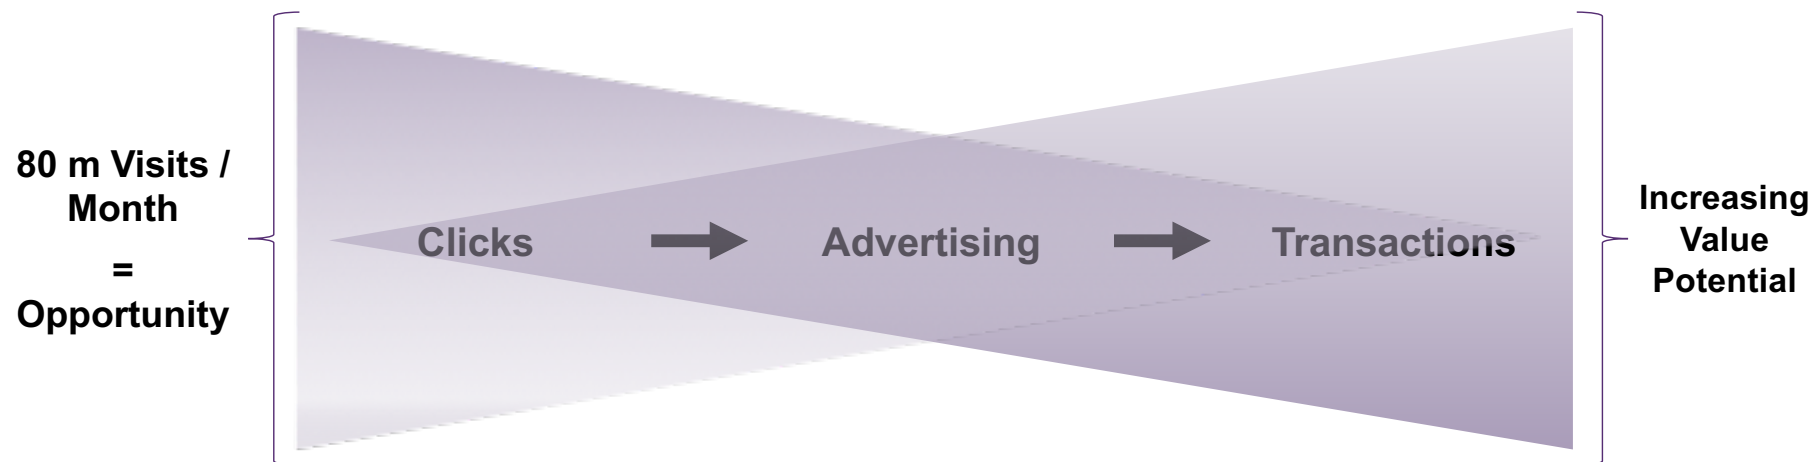 80 m Visits /
Month
=
Opportunity
Clicks
Advertising
Transactions
Increasing
Value
Potential